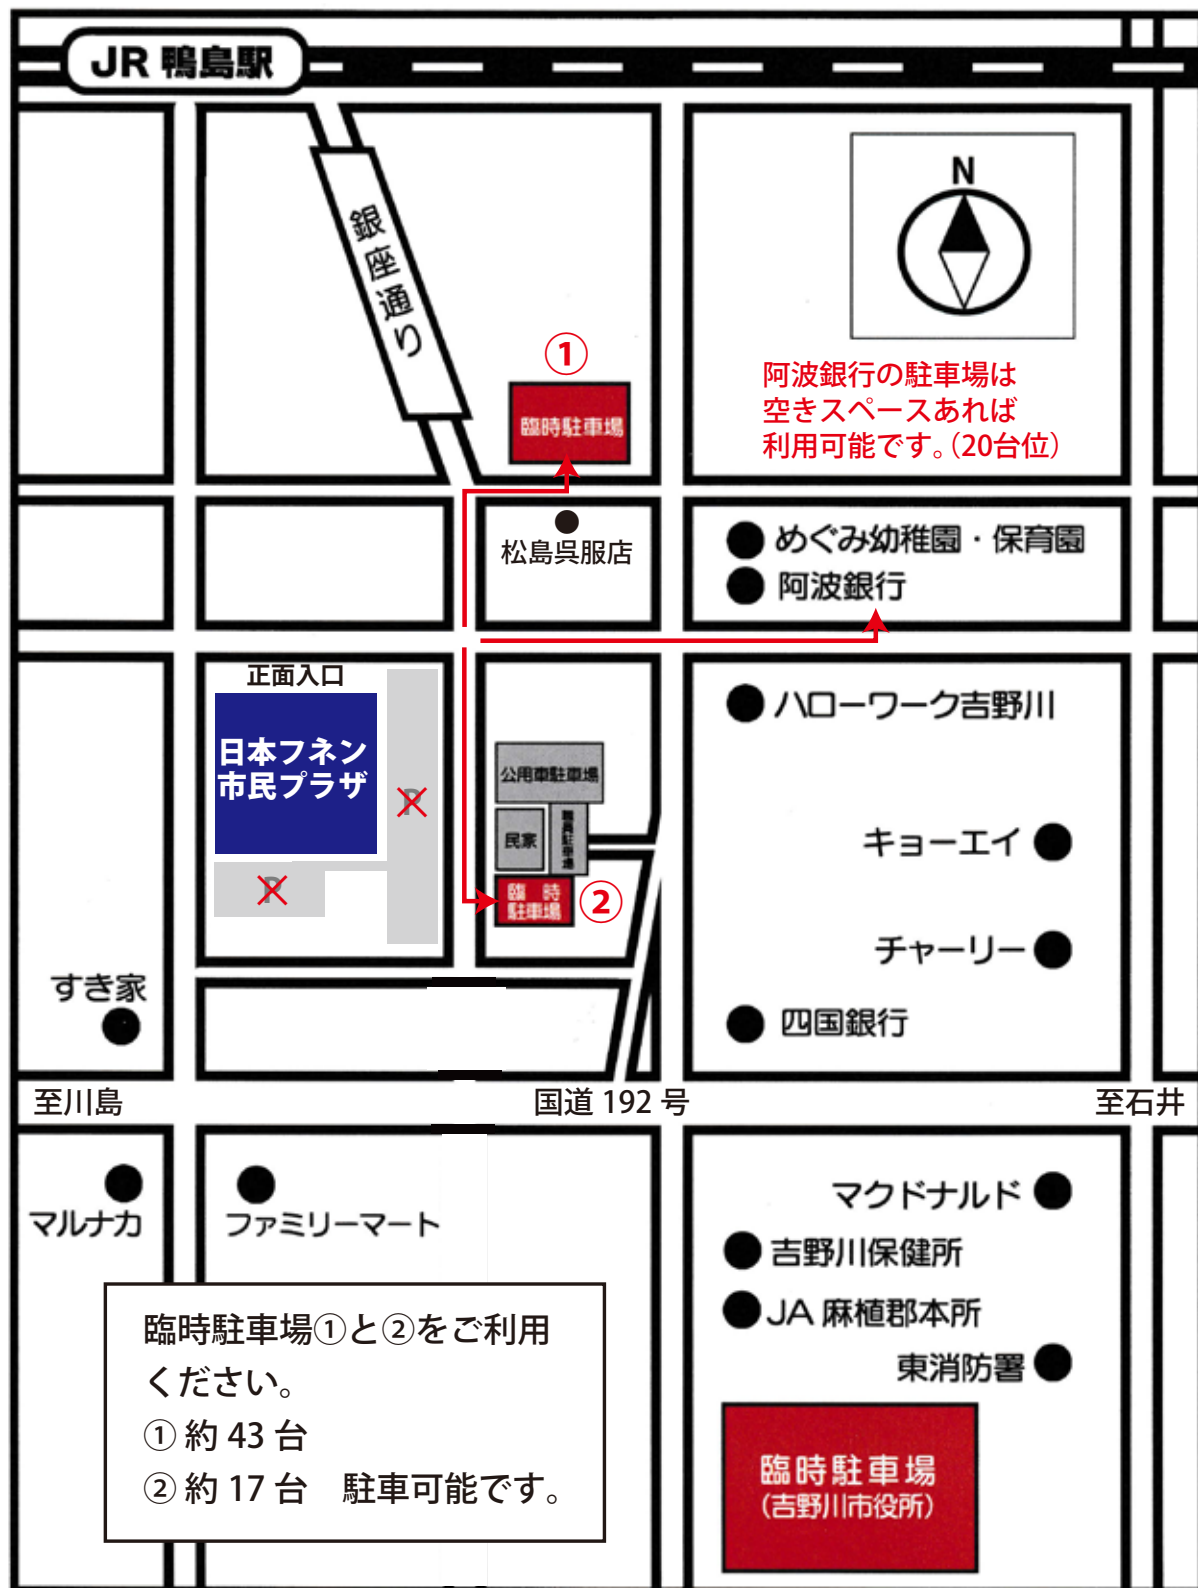 JR 鴨島駅
銀座通り
N
①
臨時駐車場
阿波銀行の駐車場は
空きスペースあれば
利用可能です。（20台位）
松島呉服店
めぐみ幼稚園・保育園
阿波銀行
正面入口
日本フネン
市民プラザ
P
P
公用車駐車場
民家
職員駐車場
臨時
駐車場
②
ハローワーク吉野川
キョーエイ
チャーリー
四国銀行
すき家
至川島
国道 192 号
至石井
マルナカ
ファミリーマート
マクドナルド
吉野川保健所
JA 麻植郡本所
東消防署
臨時駐車場①と②をご利用
ください。
① 約 43 台
② 約 17 台　駐車可能です。
臨時駐車場
（吉野川市役所）